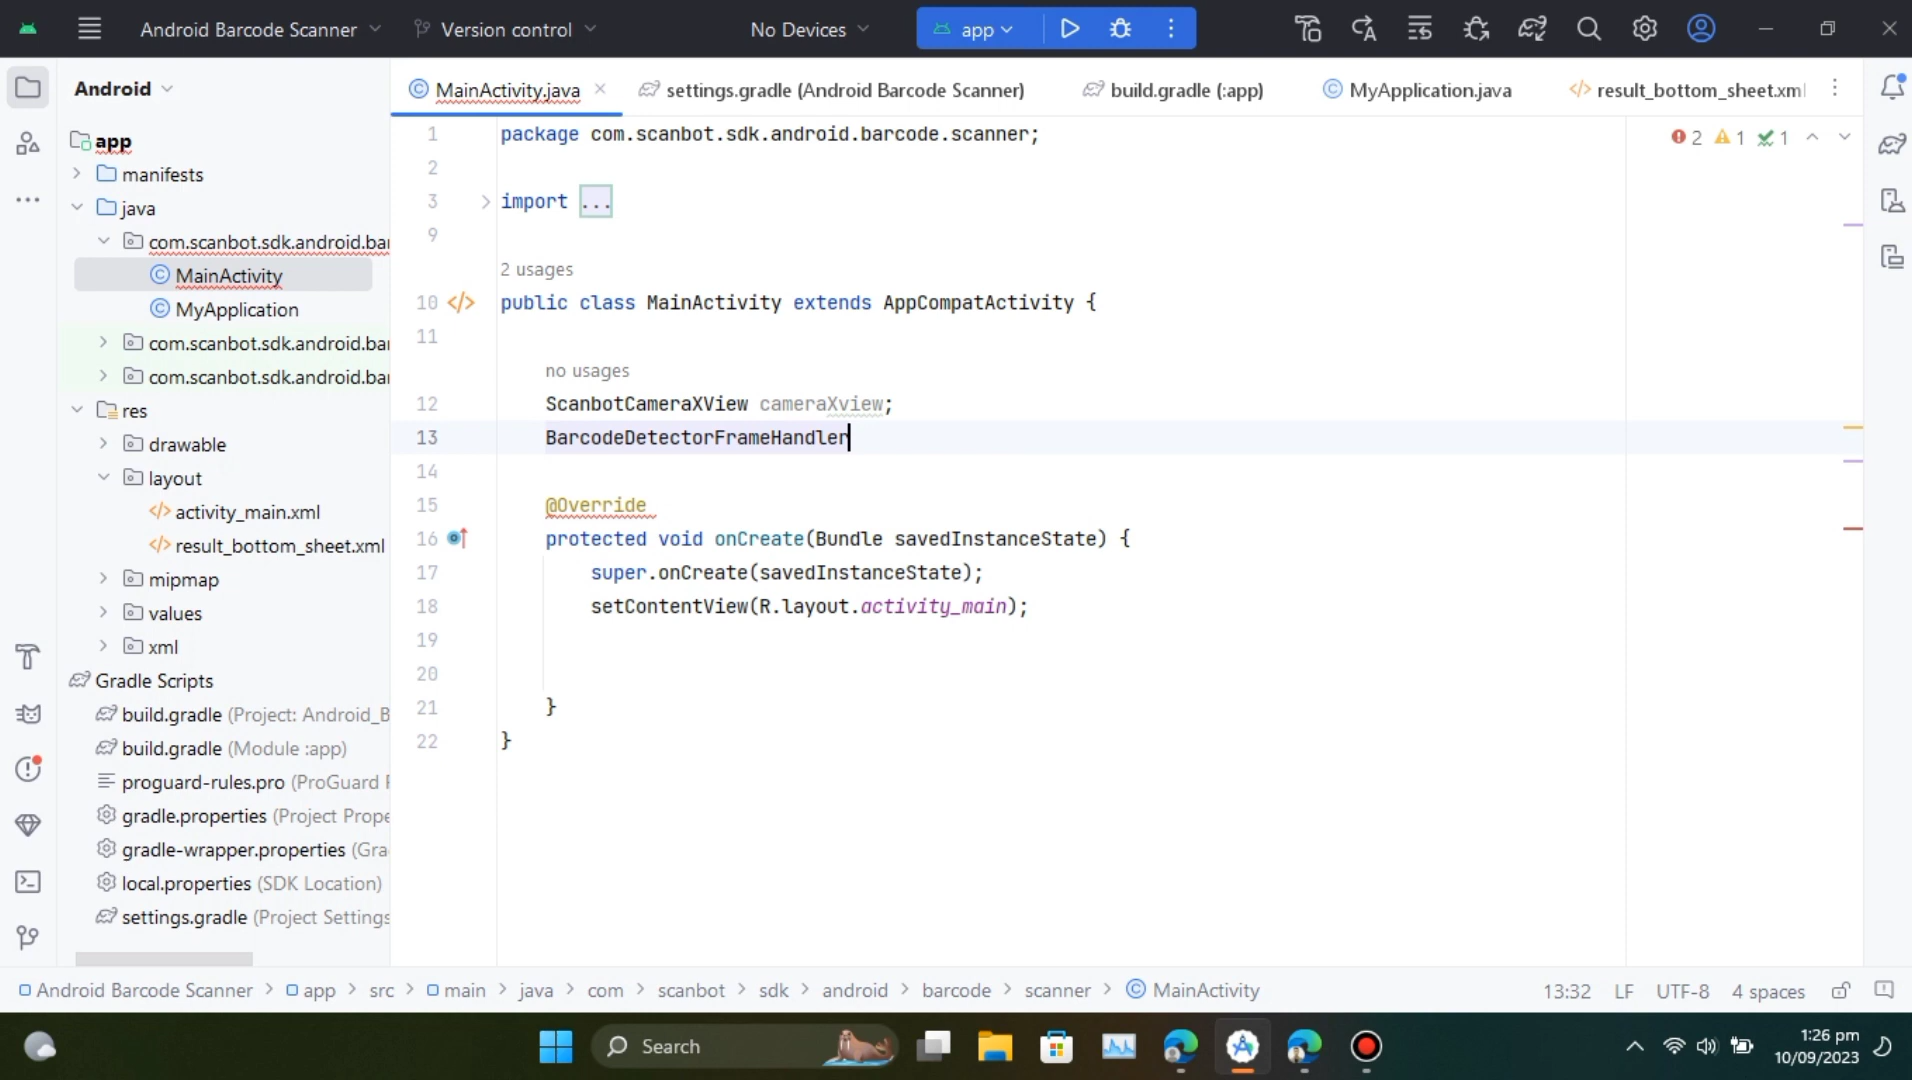 Android Barcode Scanner
Version control
No Devices
app
Android
MainActivity.java
settings.gradle (Android Barcode Scanner)
build.gradle (:app)
MyApplication.java
result_bottom_sheet.xml
2
1
1
app
manifests
java
com.scanbot.sdk.android.bar
MainActivity
MyApplication
com.scanbot.sdk.android.bar
com.scanbot.sdk.android.bar
res
drawable
layout
activity_main.xml
result_bottom_sheet.xml
mipmap
values
xml
Gradle Scripts
build.gradle (Project: Android_B
build.gradle (Module :app)
proguard-rules.pro (ProGuard R
gradle.properties (Project Prope
gradle-wrapper.properties (Gra
local.properties (SDK Location)
settings.gradle (Project Settings
1 package com.scanbot.sdk.android.barcode.scanner;
2
3 import ...
9
2 usages
10 public class MainActivity extends AppCompatActivity {
11
no usages
12 ScanbotCameraXView cameraXview;
13 BarcodeDetectorFrameHandler
14
15 @Override
16 protected void onCreate(Bundle savedInstanceState) {
17 super.onCreate(savedInstanceState);
18 setContentView(R.layout.activity_main);
19
20
21 }
22 }
Android Barcode Scanner > app > src > main > java > com > scanbot > sdk > android > barcode > scanner > MainActivity
13:32 LF UTF-8 4 spaces
Search
1:26 pm
10/09/2023